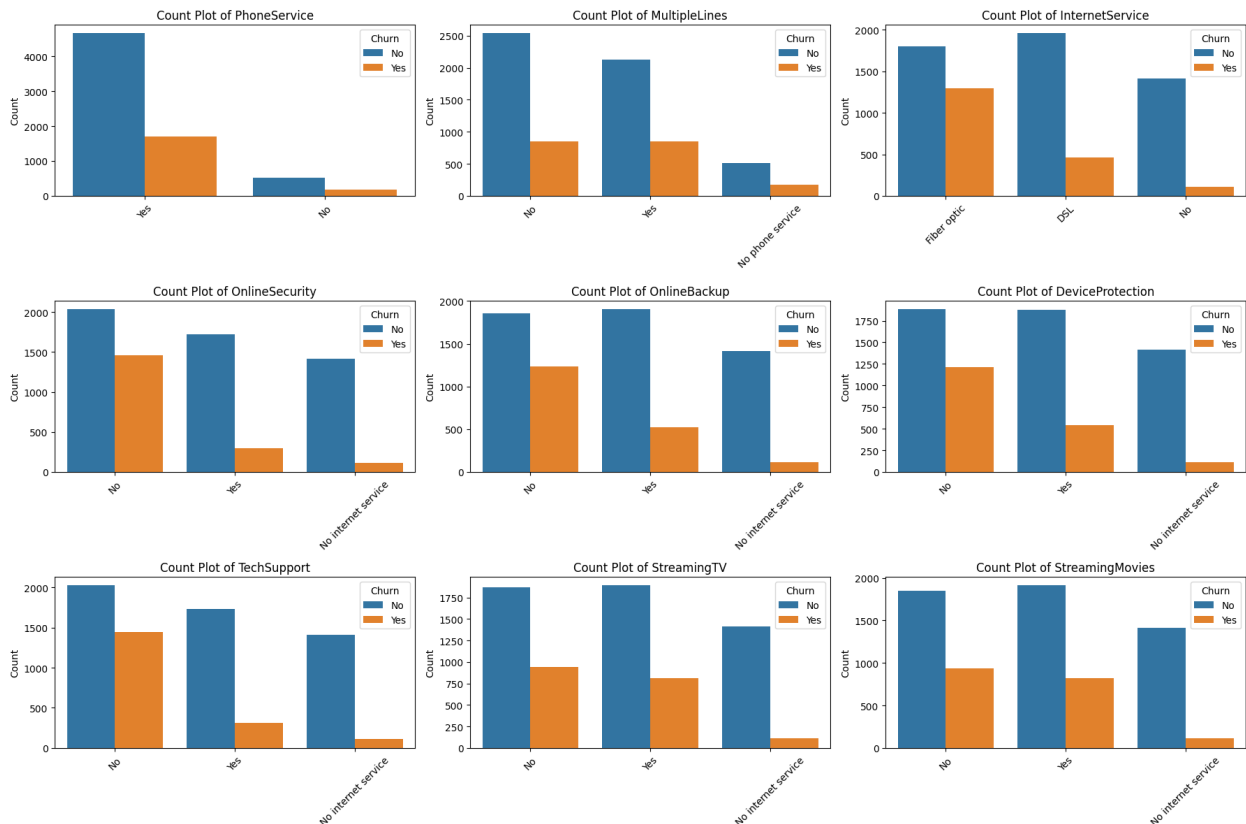 Count Plot of PhoneService
Churn
No
Yes
4000
3000
2000
1000
0
Count
Yes
No
Count Plot of MultipleLines
Churn
No
Yes
2500
2000
1500
1000
500
0
Count
No
Yes
No phone service
Count Plot of InternetService
Churn
No
Yes
2000
1500
1000
500
0
Count
Fiber optic
DSL
No
Count Plot of OnlineSecurity
Churn
No
Yes
2000
1500
1000
500
0
Count
No
Yes
No internet service
Count Plot of OnlineBackup
Churn
No
Yes
2000
1750
1500
1250
1000
750
500
250
0
Count
No
Yes
No internet service
Count Plot of DeviceProtection
Churn
No
Yes
1750
1500
1250
1000
750
500
250
0
Count
No
Yes
No internet service
Count Plot of TechSupport
Churn
No
Yes
2000
1500
1000
500
0
Count
No
Yes
No internet service
Count Plot of StreamingTV
Churn
No
Yes
1750
1500
1250
1000
750
500
250
0
Count
No
Yes
No internet service
Count Plot of StreamingMovies
Churn
No
Yes
2000
1500
1000
500
0
Count
No
Yes
No internet service